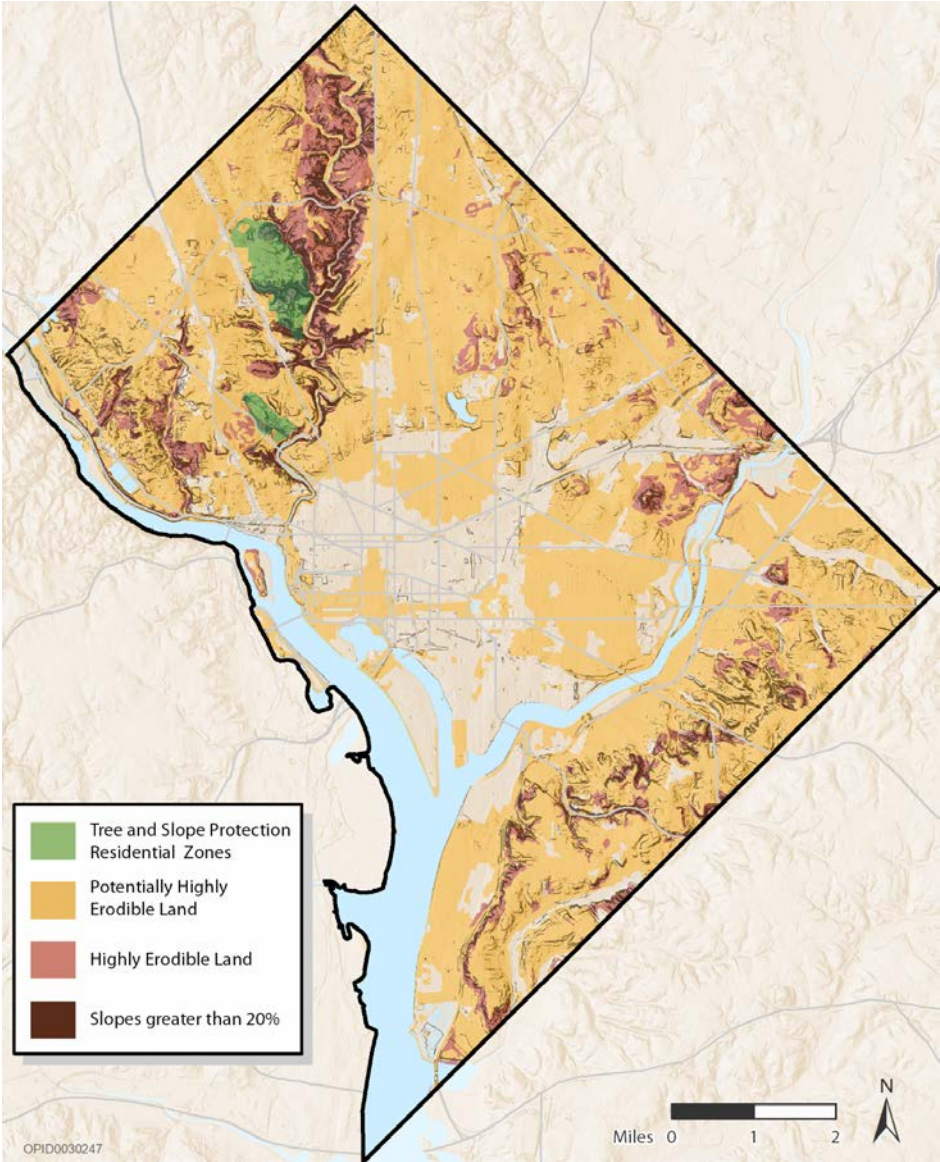 Tree and Slope Protection
Residential Zones
Potentially Highly
Erodible Land
Highly Erodible Land
Slopes greater than 20%
N
Miles 0 1 2
OPID0030247